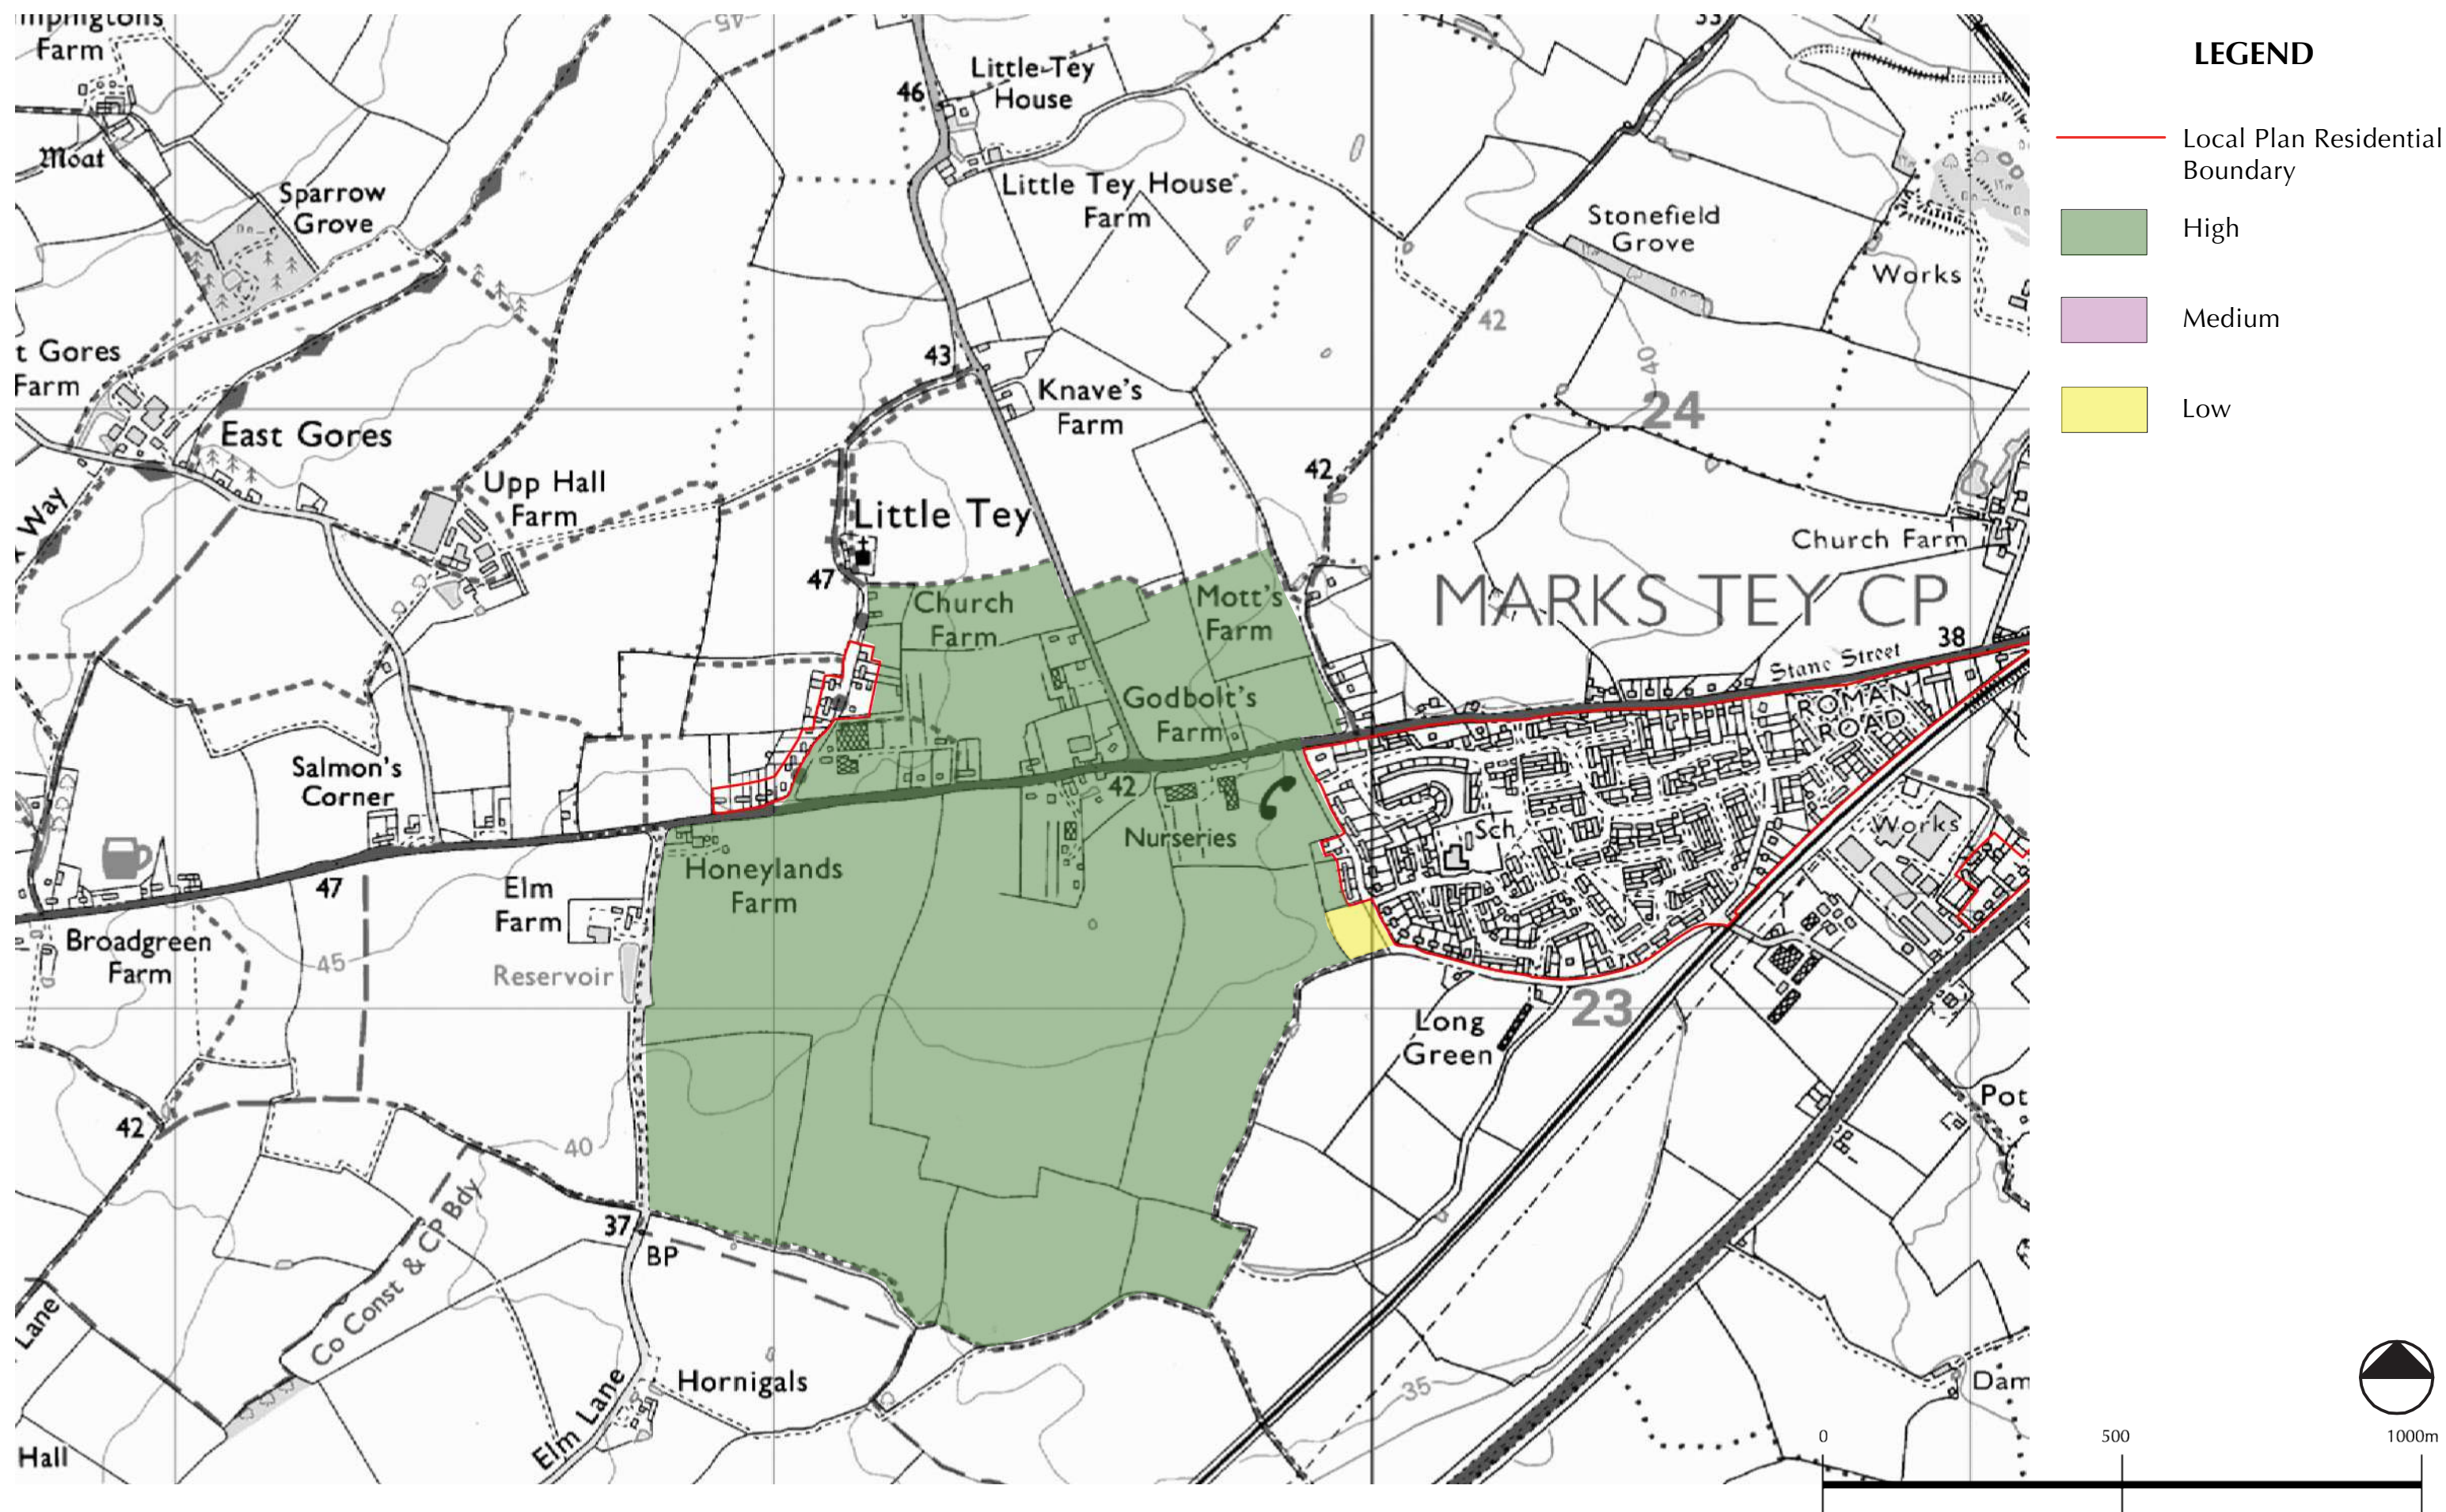 Farm
Moat
Sparrow
Grove
45
46
Little Tey
House
Little Tey House
Farm
33
Stonefield
Grove
Works
42
40
24
t Gores
Farm
East Gores
Way
Upp Hall
Farm
43
Knave's
Farm
Little Tey
47
42
Church Farm
MARKS TEY CP
38
Stane Street
ROMAN
ROAD
Church
Farm
Mott's
Farm
Godbolt's
Farm
Salmon's
Corner
42
Nurseries
Sch
Works
47
Honeylands
Farm
Elm
Farm
Broadgreen
Farm
45
Reservoir
Long
Green
23
Pot
42
40
37
BP
Co Const & CP Bdy
Lane
Hornigals
Elm Lane
35
Dam
Hall
LEGEND
Local Plan Residential
Boundary
High
Medium
Low
0 500 1000m